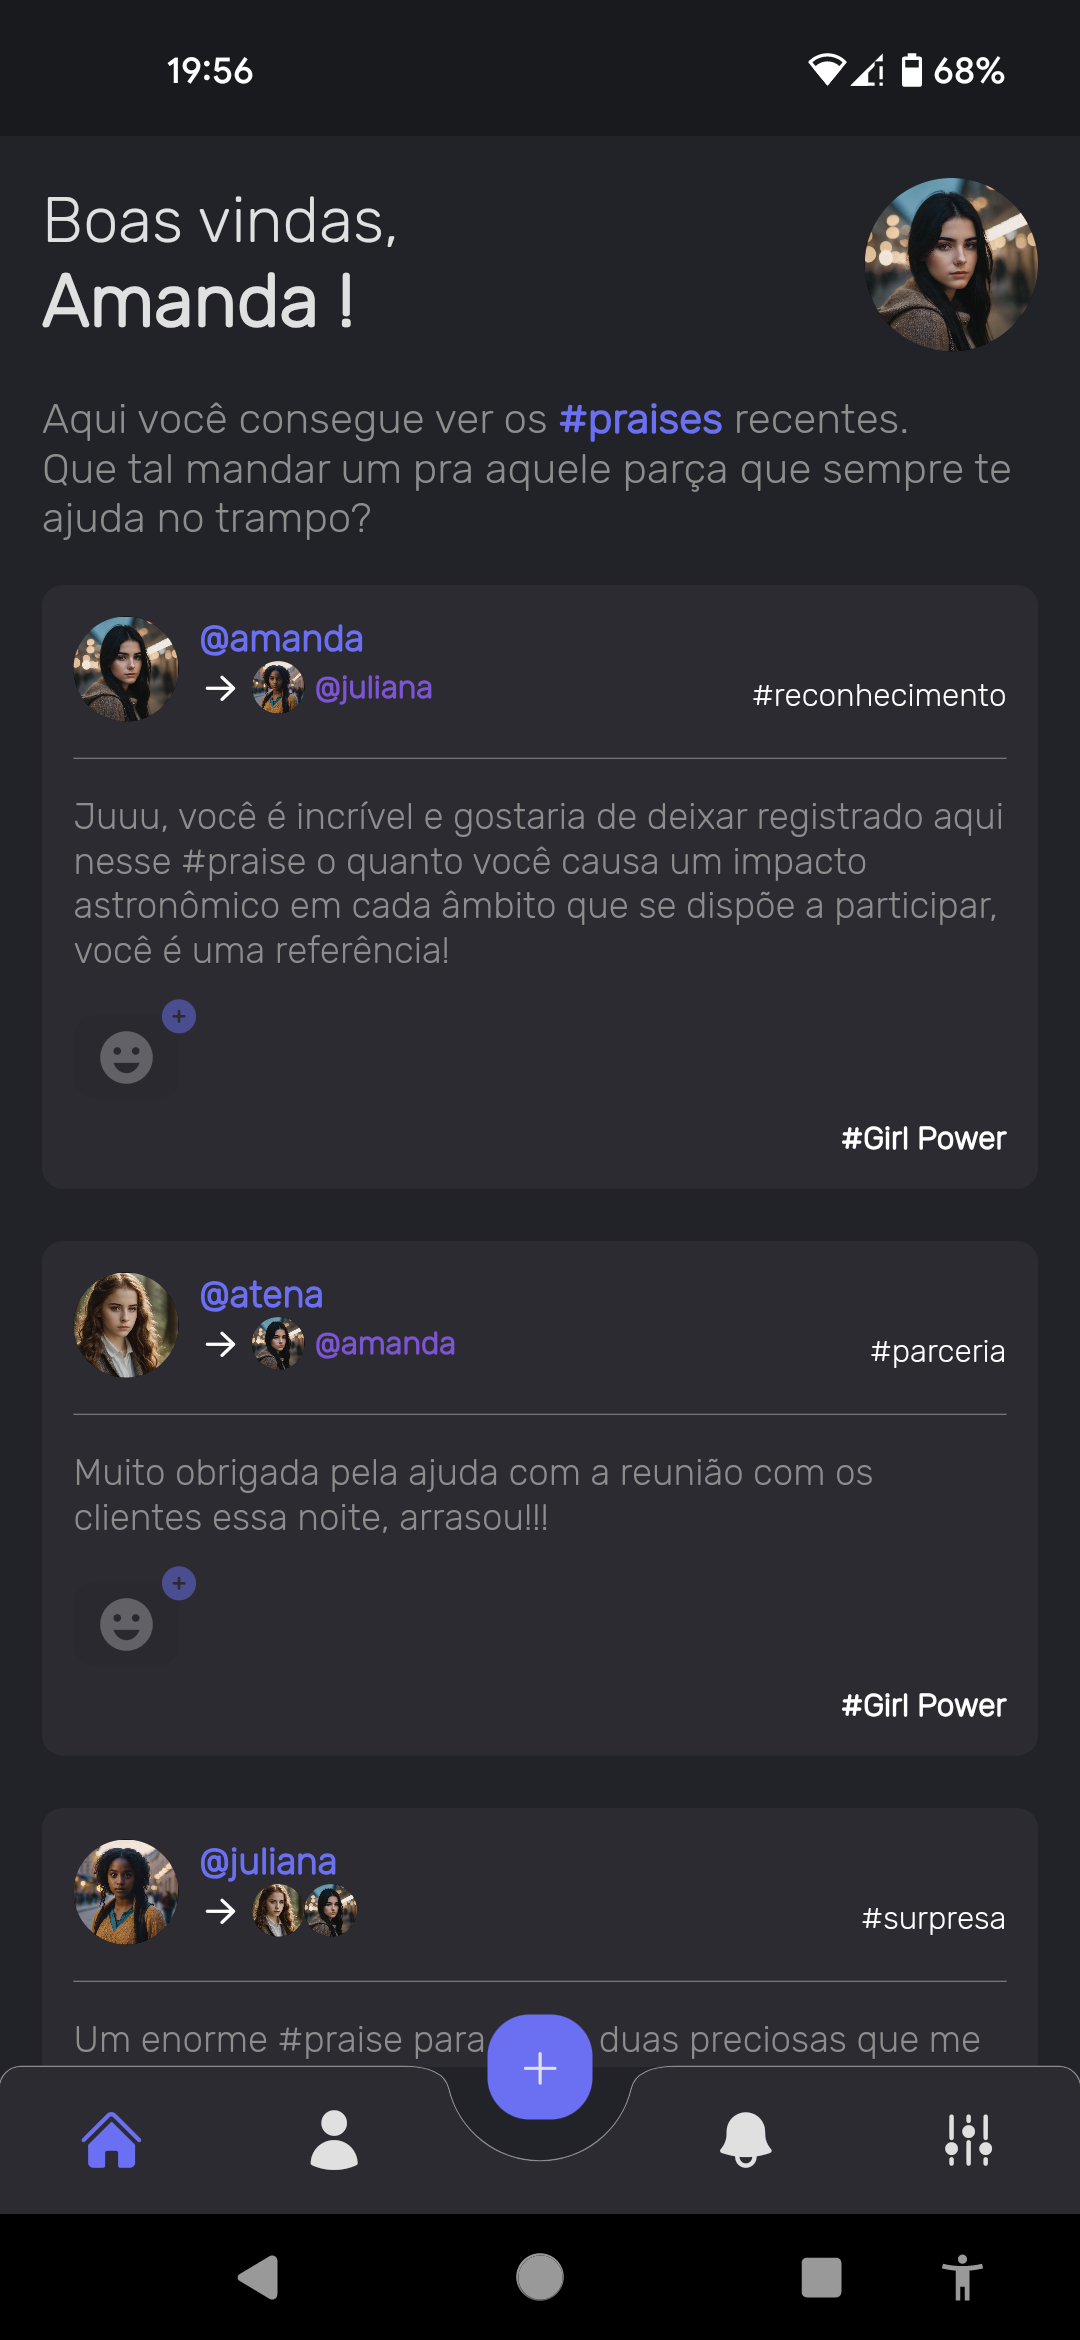 19:56
68%
Boas vindas,
Amanda !
Aqui você consegue ver os #praises recentes.
Que tal mandar um pra aquele parça que sempre te
ajuda no trampo?
@amanda
@juliana
#reconhecimento
Juuu, você é incrível e gostaria de deixar registrado aqui
nesse #praise o quanto você causa um impacto
astronômico em cada âmbito que se dispõe a participar,
você é uma referência!
#Girl Power
@atena
@amanda
#parceria
Muito obrigada pela ajuda com a reunião com os
clientes essa noite, arrasou!!!
#Girl Power
@juliana
#surpresa
Um enorme #praise para duas preciosas que me